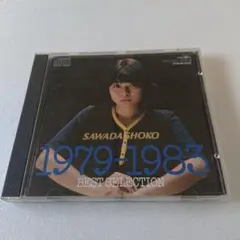 SAWADA SHOKO
1979-1983
BEST SELECTION